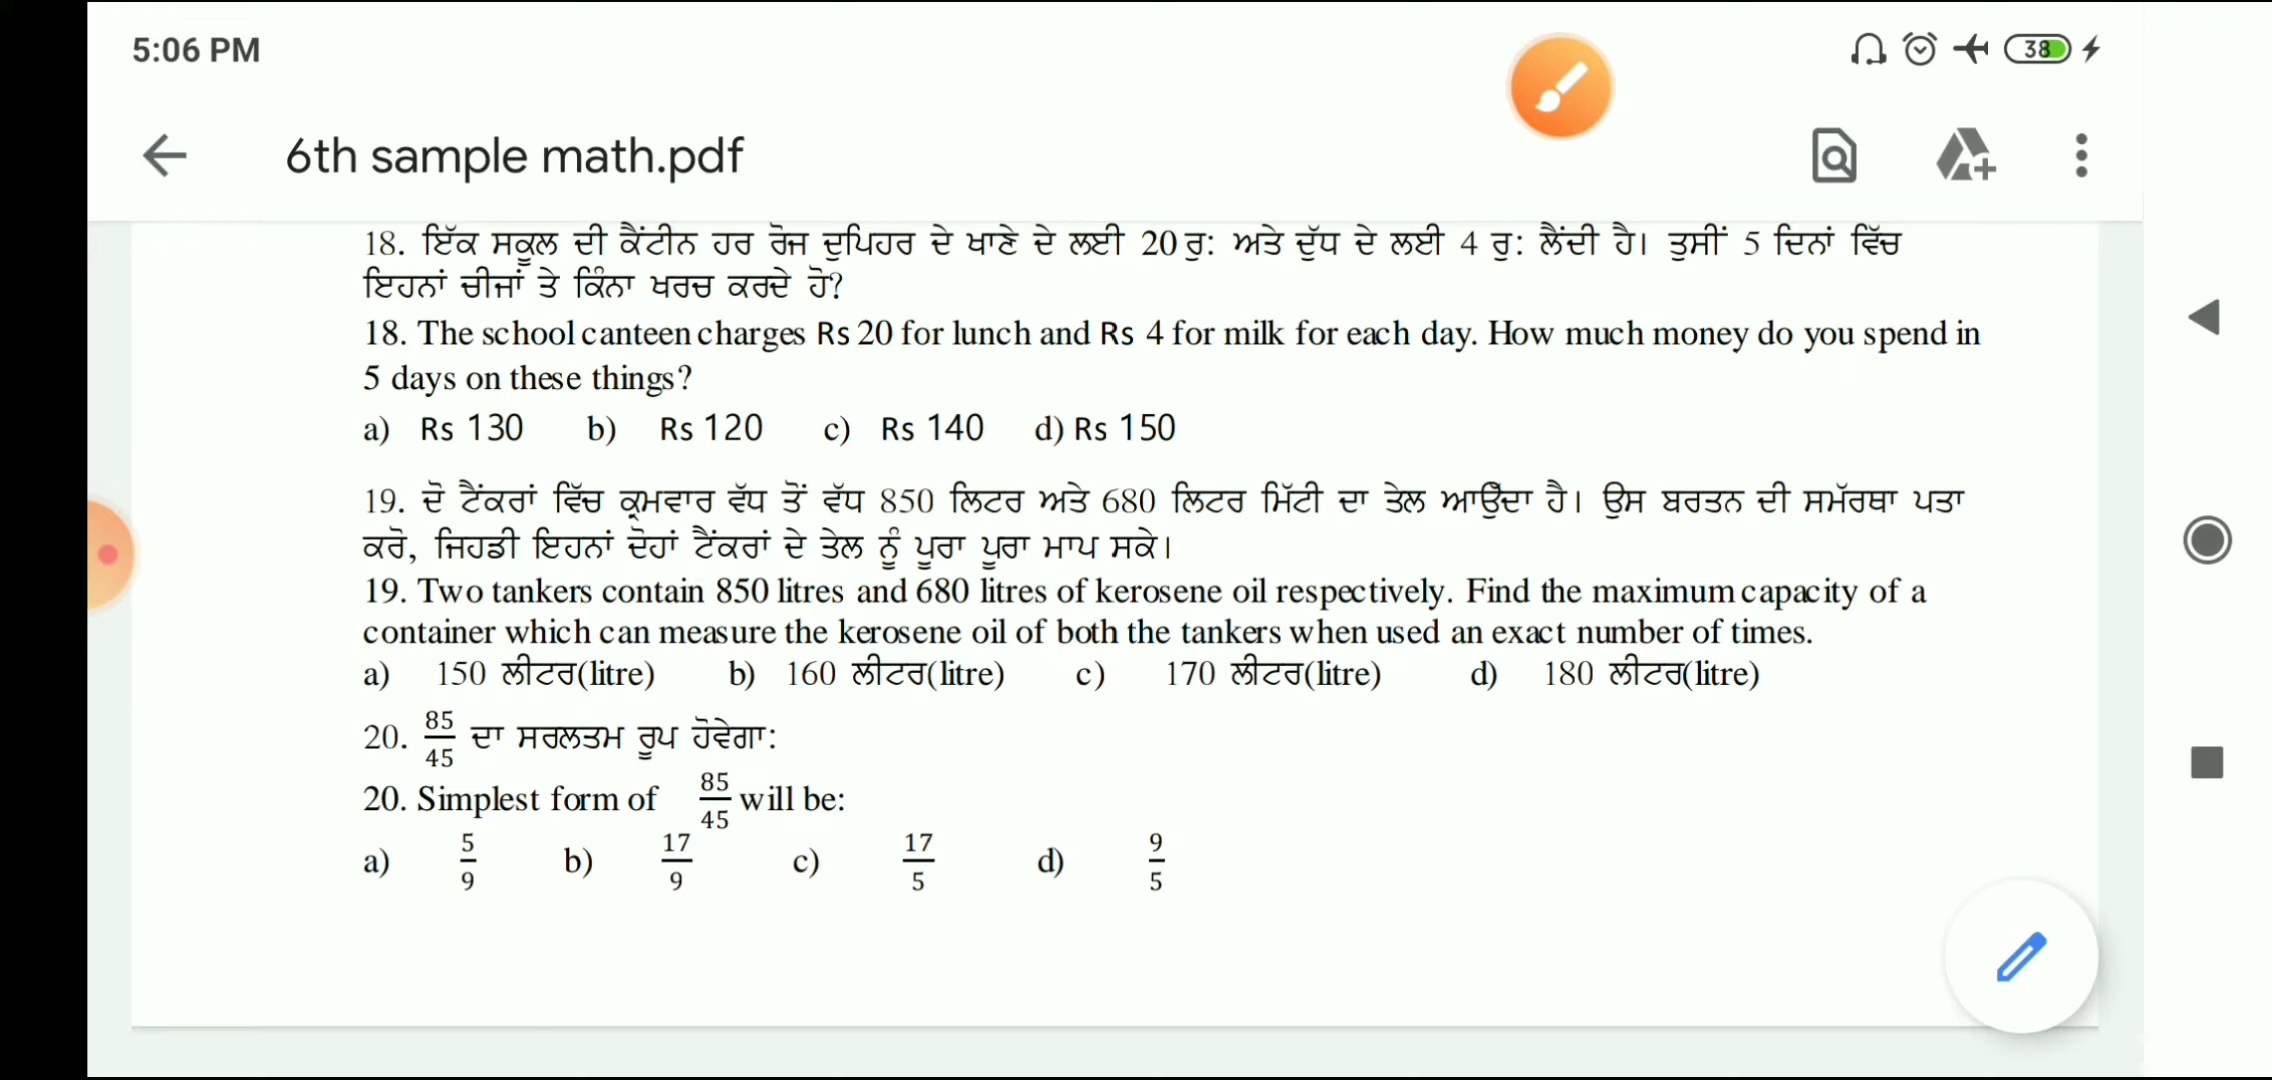 5:06 PM
38
6th sample math.pdf
18. ਇੱਕ ਸਕੂਲ ਦੀ ਕੈਂਟੀਨ ਹਰ ਰੋਜ ਦੁਪਿਹਰ ਦੇ ਖਾਣੇ ਦੇ ਲਈ 20 ਰੁ: ਅਤੇ ਦੁੱਧ ਦੇ ਲਈ 4 ਰੁ: ਲੈਂਦੀ ਹੈ। ਤੁਸੀਂ 5 ਦਿਨਾਂ ਵਿੱਚ
ਇਹਨਾਂ ਚੀਜਾਂ ਤੇ ਕਿੰਨਾ ਖਰਚ ਕਰਦੇ ਹੋ?
18. The school canteen charges Rs 20 for lunch and Rs 4 for milk for each day. How much money do you spend in
5 days on these things?
a) Rs 130 b) Rs 120 c) Rs 140 d) Rs 150
19. ਦੋ ਟੈਂਕਰਾਂ ਵਿੱਚ ਕ੍ਰਮਵਾਰ ਵੱਧ ਤੋਂ ਵੱਧ 850 ਲਿਟਰ ਅਤੇ 680 ਲਿਟਰ ਮਿੱਟੀ ਦਾ ਤੇਲ ਆਉਂਦਾ ਹੈ। ਉਸ ਬਰਤਨ ਦੀ ਸਮੱਰਥਾ ਪਤਾ
ਕਰੋ, ਜਿਹਡੀ ਇਹਨਾਂ ਦੋਹਾਂ ਟੈਂਕਰਾਂ ਦੇ ਤੇਲ ਨੂੰ ਪੂਰਾ ਪੂਰਾ ਮਾਪ ਸਕੇ।
19. Two tankers contain 850 litres and 680 litres of kerosene oil respectively. Find the maximum capacity of a
container which can measure the kerosene oil of both the tankers when used an exact number of times.
a) 150 ਲੀਟਰ(litre) b) 160 ਲੀਟਰ(litre) c) 170 ਲੀਟਰ(litre) d) 180 ਲੀਟਰ(litre)
20. 85/45 ਦਾ ਸਰਲਤਮ ਰੂਪ ਹੋਵੇਗਾ:
20. Simplest form of 85/45 will be:
a) 5/9 b) 17/9 c) 17/5 d) 9/5